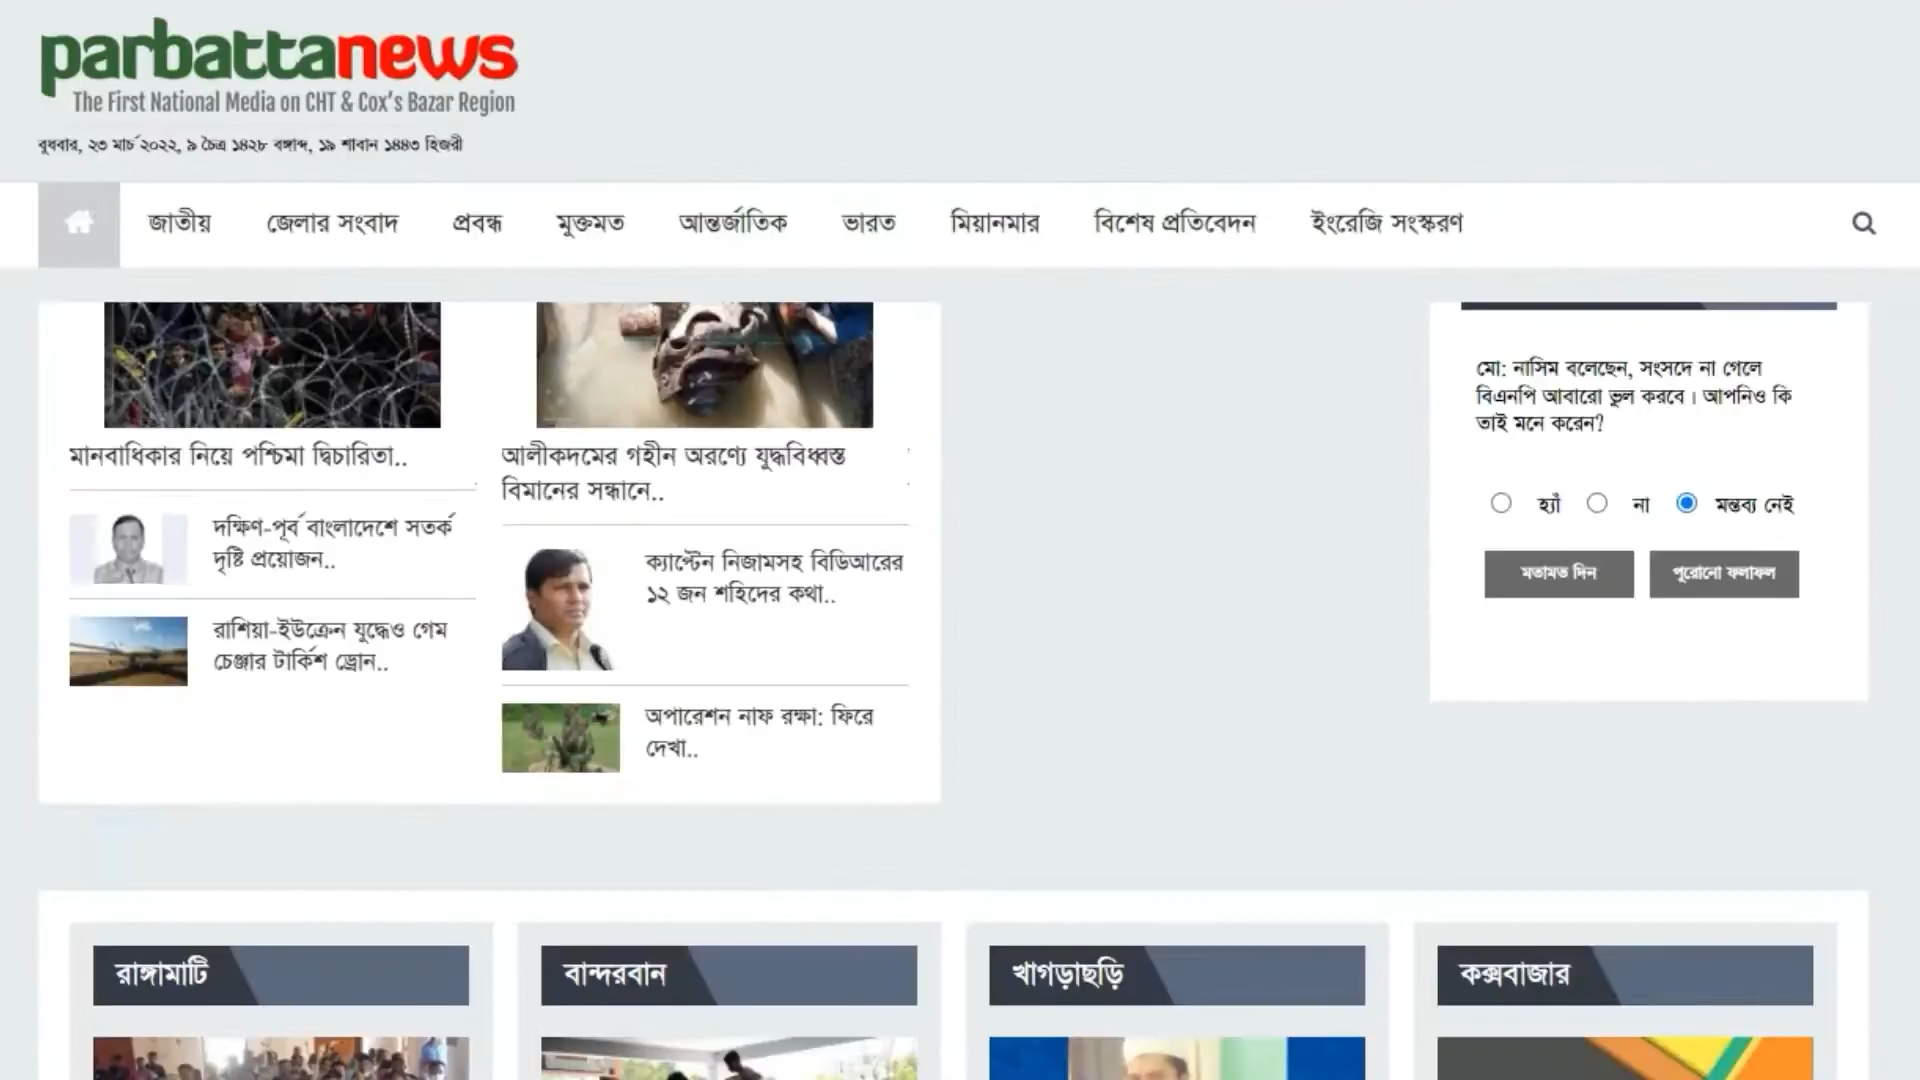 parbattanews
The First National Media on CHT & Cox's Bazar Region
বুধবার, ২৩ মার্চ ২০২২, ৯ চৈত্র ১৪২৮ বঙ্গাব্দ, ১৯ শাবান ১৪৪৩ হিজরী
জাতীয় জেলার সংবাদ প্রবন্ধ মুক্তমত আন্তর্জাতিক ভারত মিয়ানমার বিশেষ প্রতিবেদন ইংরেজি সংস্করণ
মানবাধিকার নিয়ে পশ্চিমা দ্বিচারিতা..
দক্ষিণ-পূর্ব বাংলাদেশে সতর্ক
দৃষ্টি প্রয়োজন..
রাশিয়া-ইউক্রেন যুদ্ধেও গেম
চেঞ্জার টার্কিশ ড্রোন..
আলীকদমের গহীন অরণ্যে যুদ্ধবিধ্বস্ত
বিমানের সন্ধানে..
ক্যাপ্টেন নিজামসহ বিডিআরের
১২ জন শহিদের কথা..
অপারেশন নাফ রক্ষা: ফিরে
দেখা..
মো: নাসিম বলেছেন, সংসদে না গেলে
বিএনপি আবারো ভুল করবে। আপনিও কি
তাই মনে করেন?
হ্যাঁ না মন্তব্য নেই
মতামত দিন পুরোনো ফলাফল
রাঙ্গামাটি বান্দরবান খাগড়াছড়ি কক্সবাজার